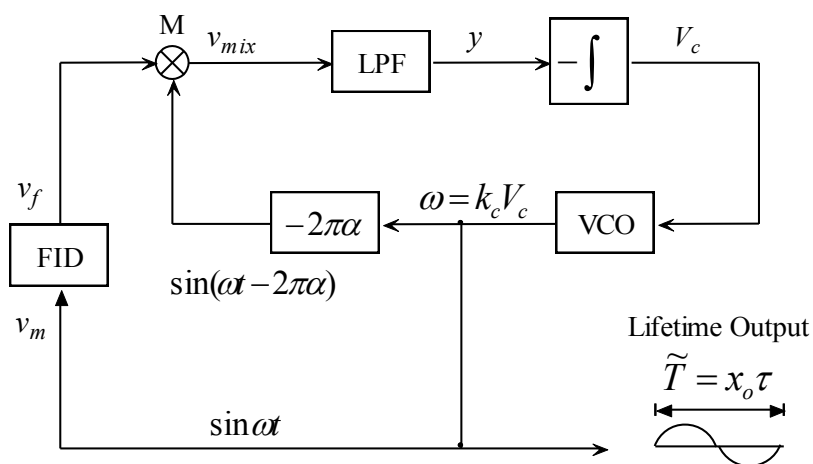 M
v_mix
LPF
y
−∫
V_c
v_f
−2πα
ω = k_c V_c
VCO
FID
sin(ωt − 2πα)
v_m
Lifetime Output
T̃ = x_o τ
sin ωt